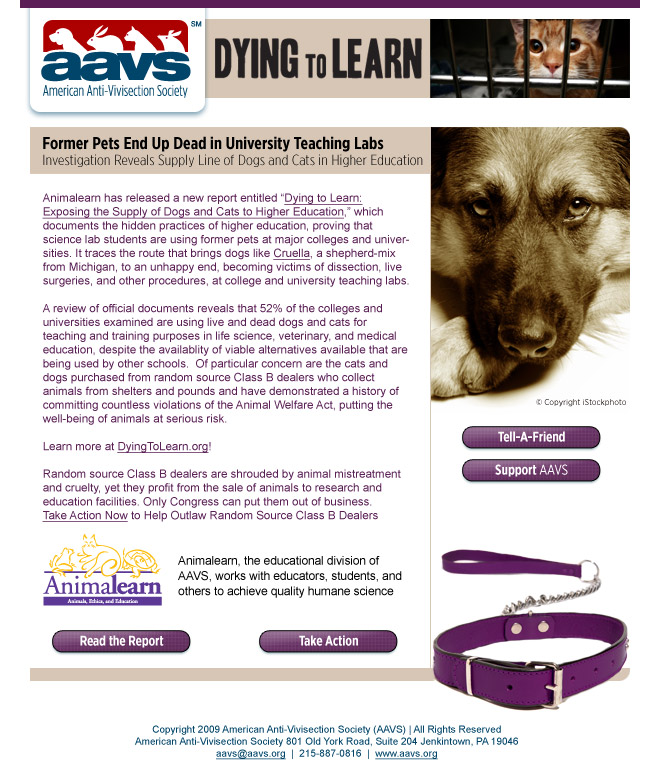 aavs SM
American Anti-Vivisection Society
DYING TO LEARN
Former Pets End Up Dead in University Teaching Labs
Investigation Reveals Supply Line of Dogs and Cats in Higher Education
Animalearn has released a new report entitled “Dying to Learn:
Exposing the Supply of Dogs and Cats to Higher Education,” which
documents the hidden practices of higher education, proving that
science lab students are using former pets at major colleges and univer-
sities. It traces the route that brings dogs like Cruella, a shepherd-mix
from Michigan, to an unhappy end, becoming victims of dissection, live
surgeries, and other procedures, at college and university teaching labs.
A review of official documents reveals that 52% of the colleges and
universities examined are using live and dead dogs and cats for
teaching and training purposes in life science, veterinary, and medical
education, despite the availablity of viable alternatives available that are
being used by other schools. Of particular concern are the cats and
dogs purchased from random source Class B dealers who collect
animals from shelters and pounds and have demonstrated a history of
committing countless violations of the Animal Welfare Act, putting the
well-being of animals at serious risk.
Learn more at DyingToLearn.org!
Random source Class B dealers are shrouded by animal mistreatment
and cruelty, yet they profit from the sale of animals to research and
education facilities. Only Congress can put them out of business.
Take Action Now to Help Outlaw Random Source Class B Dealers
© Copyright iStockphoto
Tell-A-Friend
Support AAVS
Animalearn
Animals, Ethics, and Education
Animalearn, the educational division of
AAVS, works with educators, students, and
others to achieve quality humane science
Read the Report
Take Action
Copyright 2009 American Anti-Vivisection Society (AAVS) | All Rights Reserved
American Anti-Vivisection Society 801 Old York Road, Suite 204 Jenkintown, PA 19046
aavs@aavs.org | 215-887-0816 | www.aavs.org